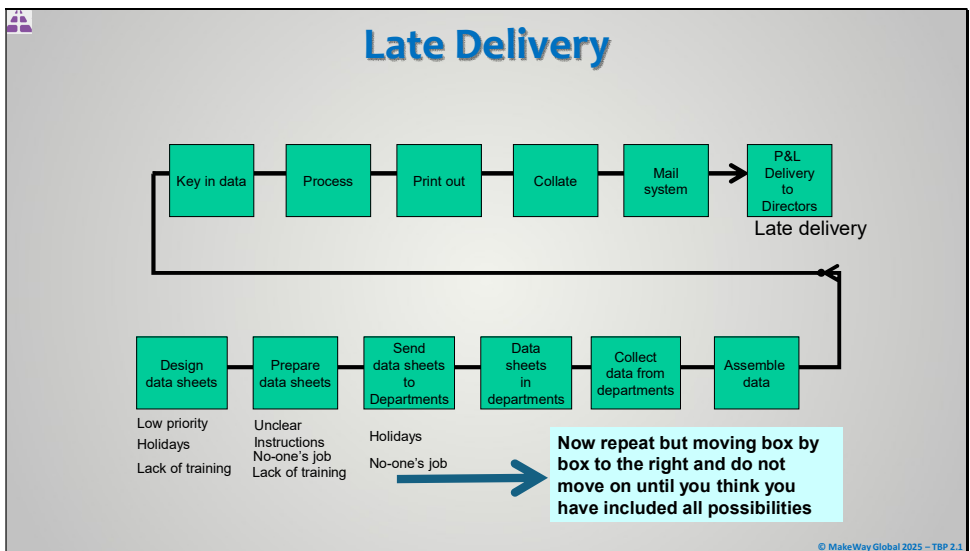 Late Delivery
Key in data
Process
Print out
Collate
Mail
system
P&L
Delivery
to
Directors
Late delivery
Design
data sheets
Prepare
data sheets
Send
data sheets
to
Departments
Data
sheets
in
departments
Collect
data from
departments
Assemble
data
Low priority
Holidays
Lack of training
Unclear
Instructions
No-one's job
Lack of training
Holidays
No-one's job
Now repeat but moving box by
box to the right and do not
move on until you think you
have included all possibilities
© MakeWay Global 2025 – TBP 2.1